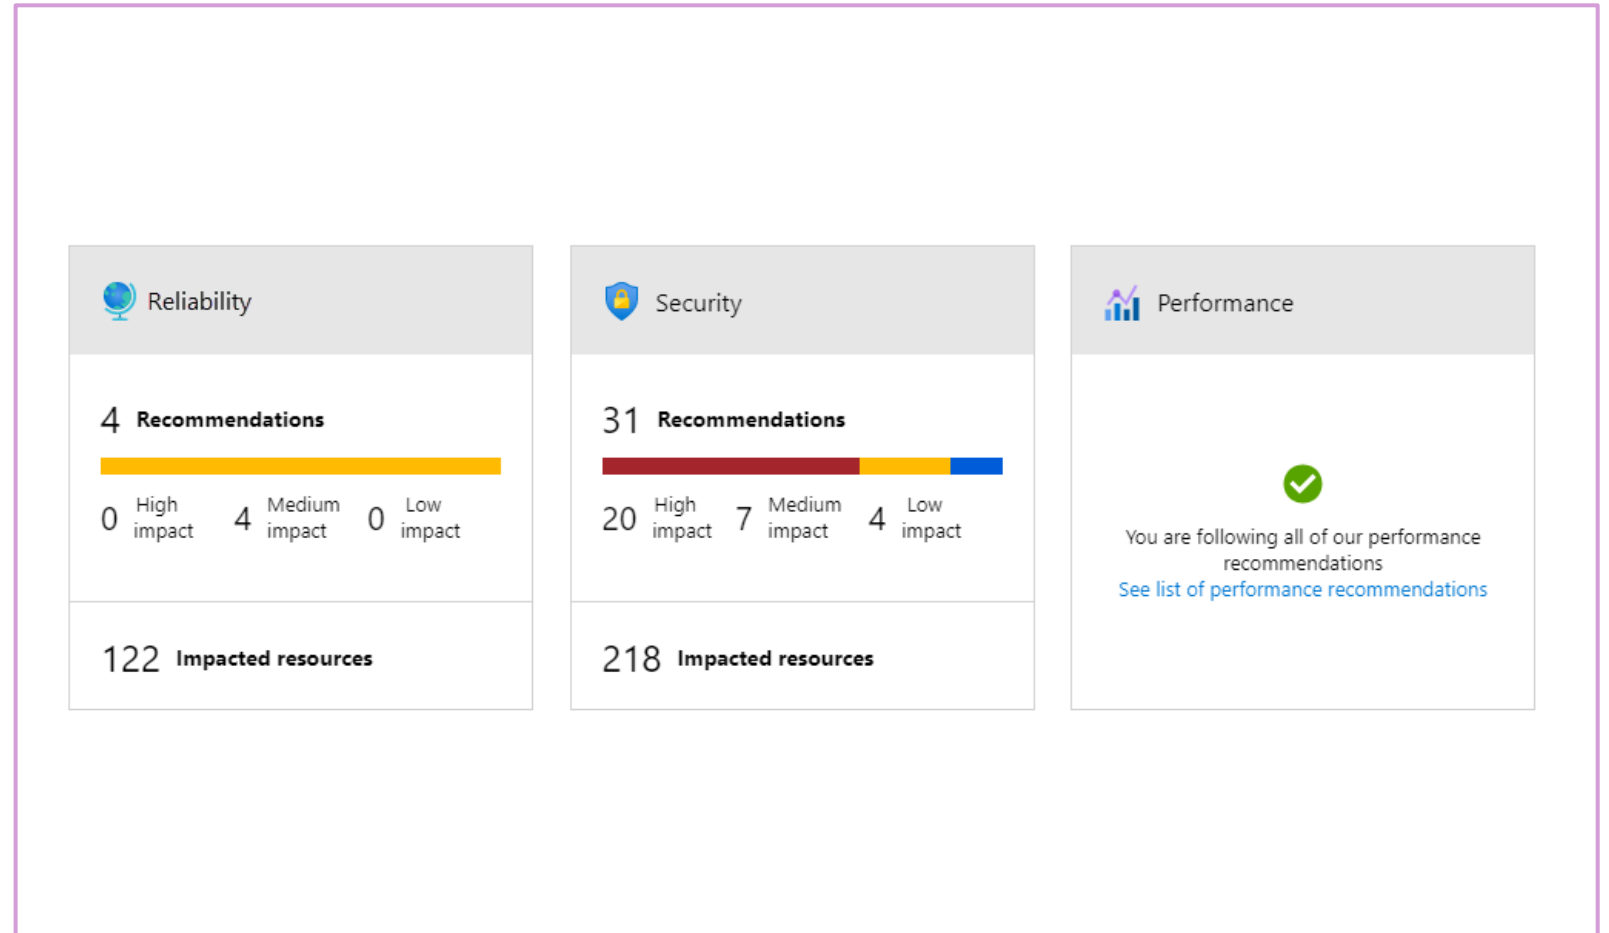 Reliability
4 Recommendations
0 High impact 4 Medium impact 0 Low impact
122 Impacted resources
Security
31 Recommendations
20 High impact 7 Medium impact 4 Low impact
218 Impacted resources
Performance
You are following all of our performance
recommendations
See list of performance recommendations